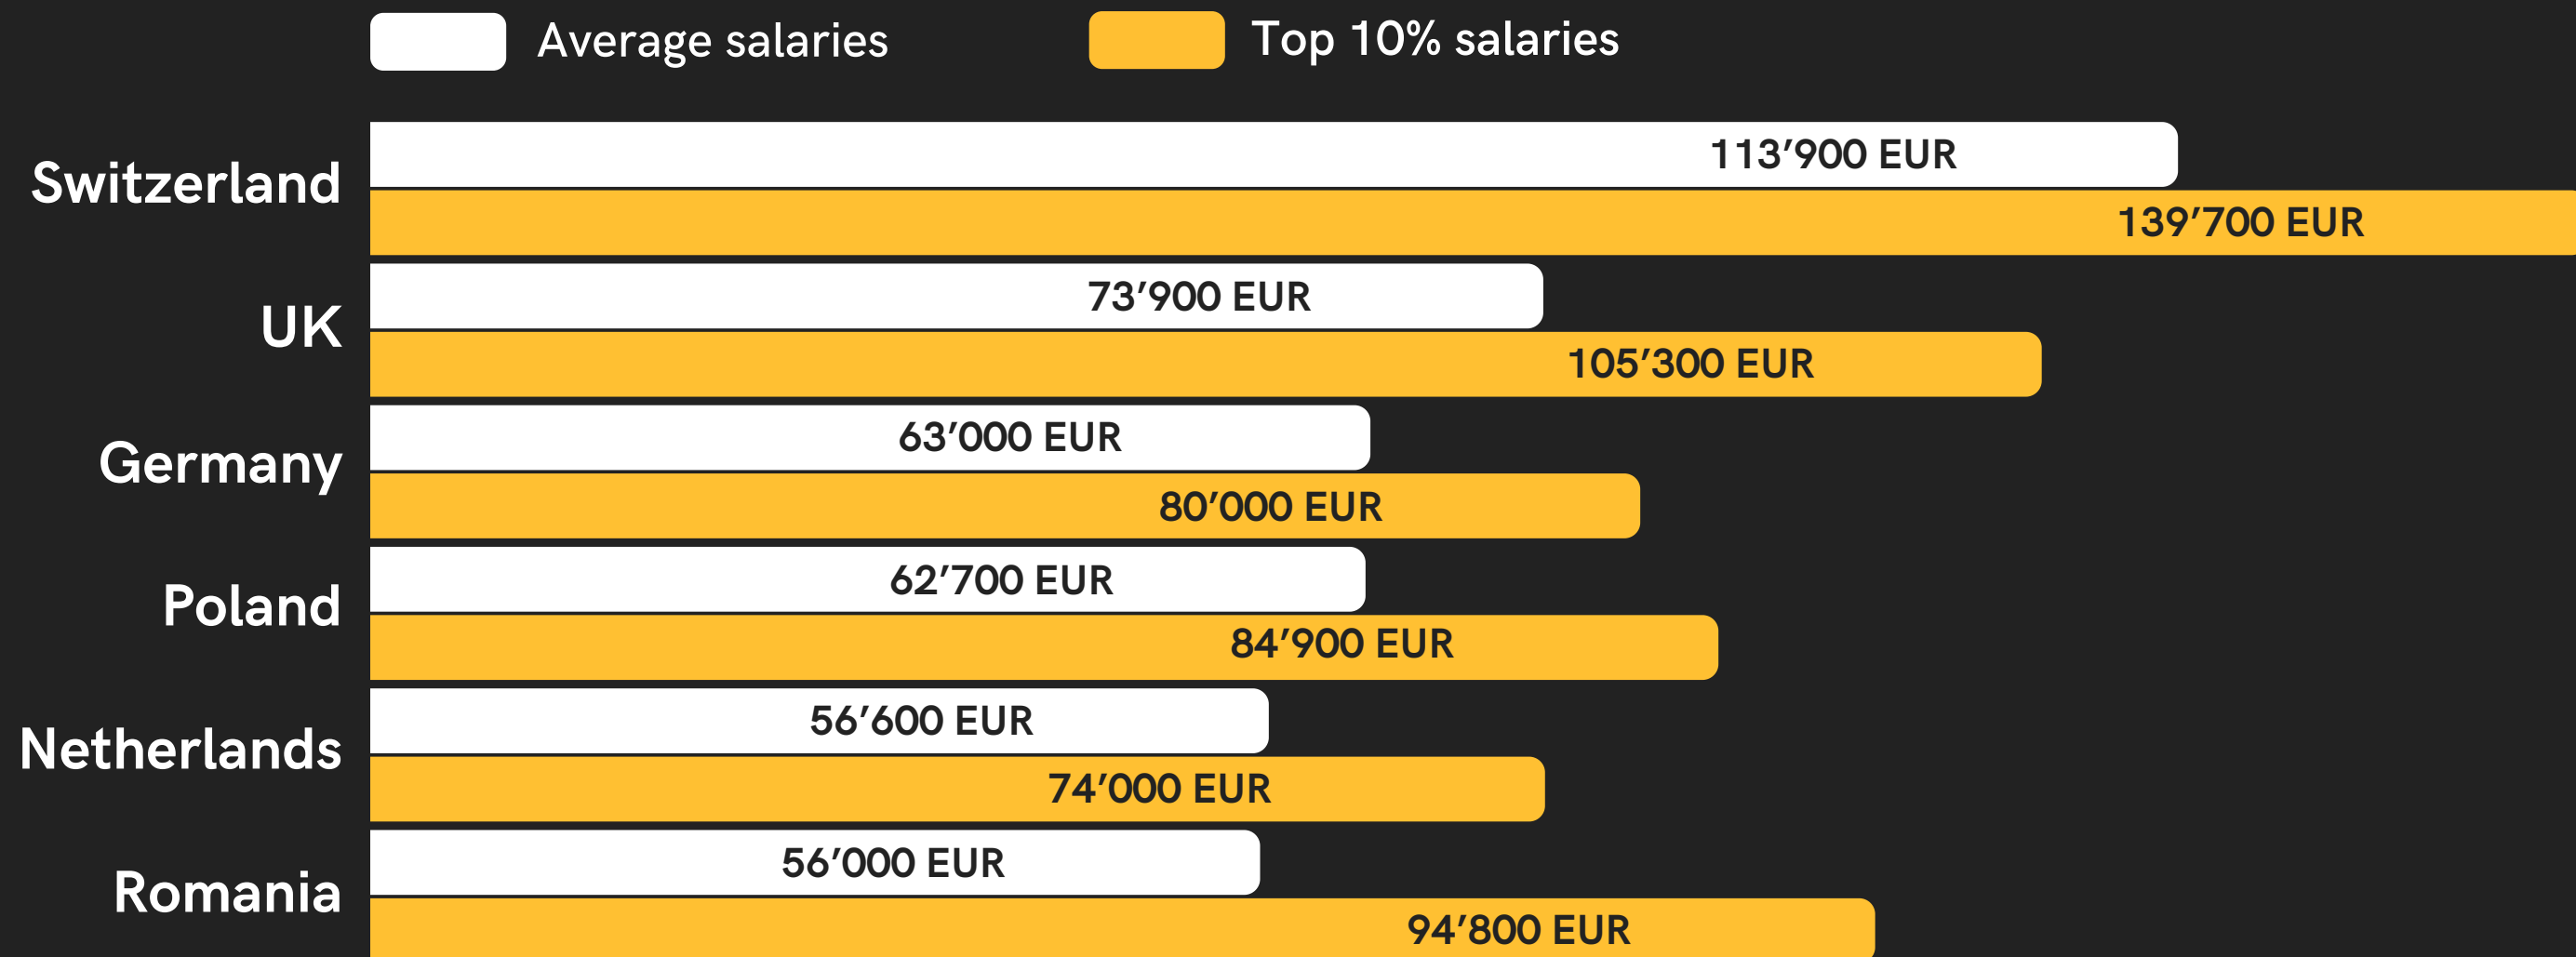 Average salaries
Top 10% salaries
Switzerland
113’900 EUR
139’700 EUR
UK
73’900 EUR
105’300 EUR
Germany
63’000 EUR
80’000 EUR
Poland
62’700 EUR
84’900 EUR
Netherlands
56’600 EUR
74’000 EUR
Romania
56’000 EUR
94’800 EUR